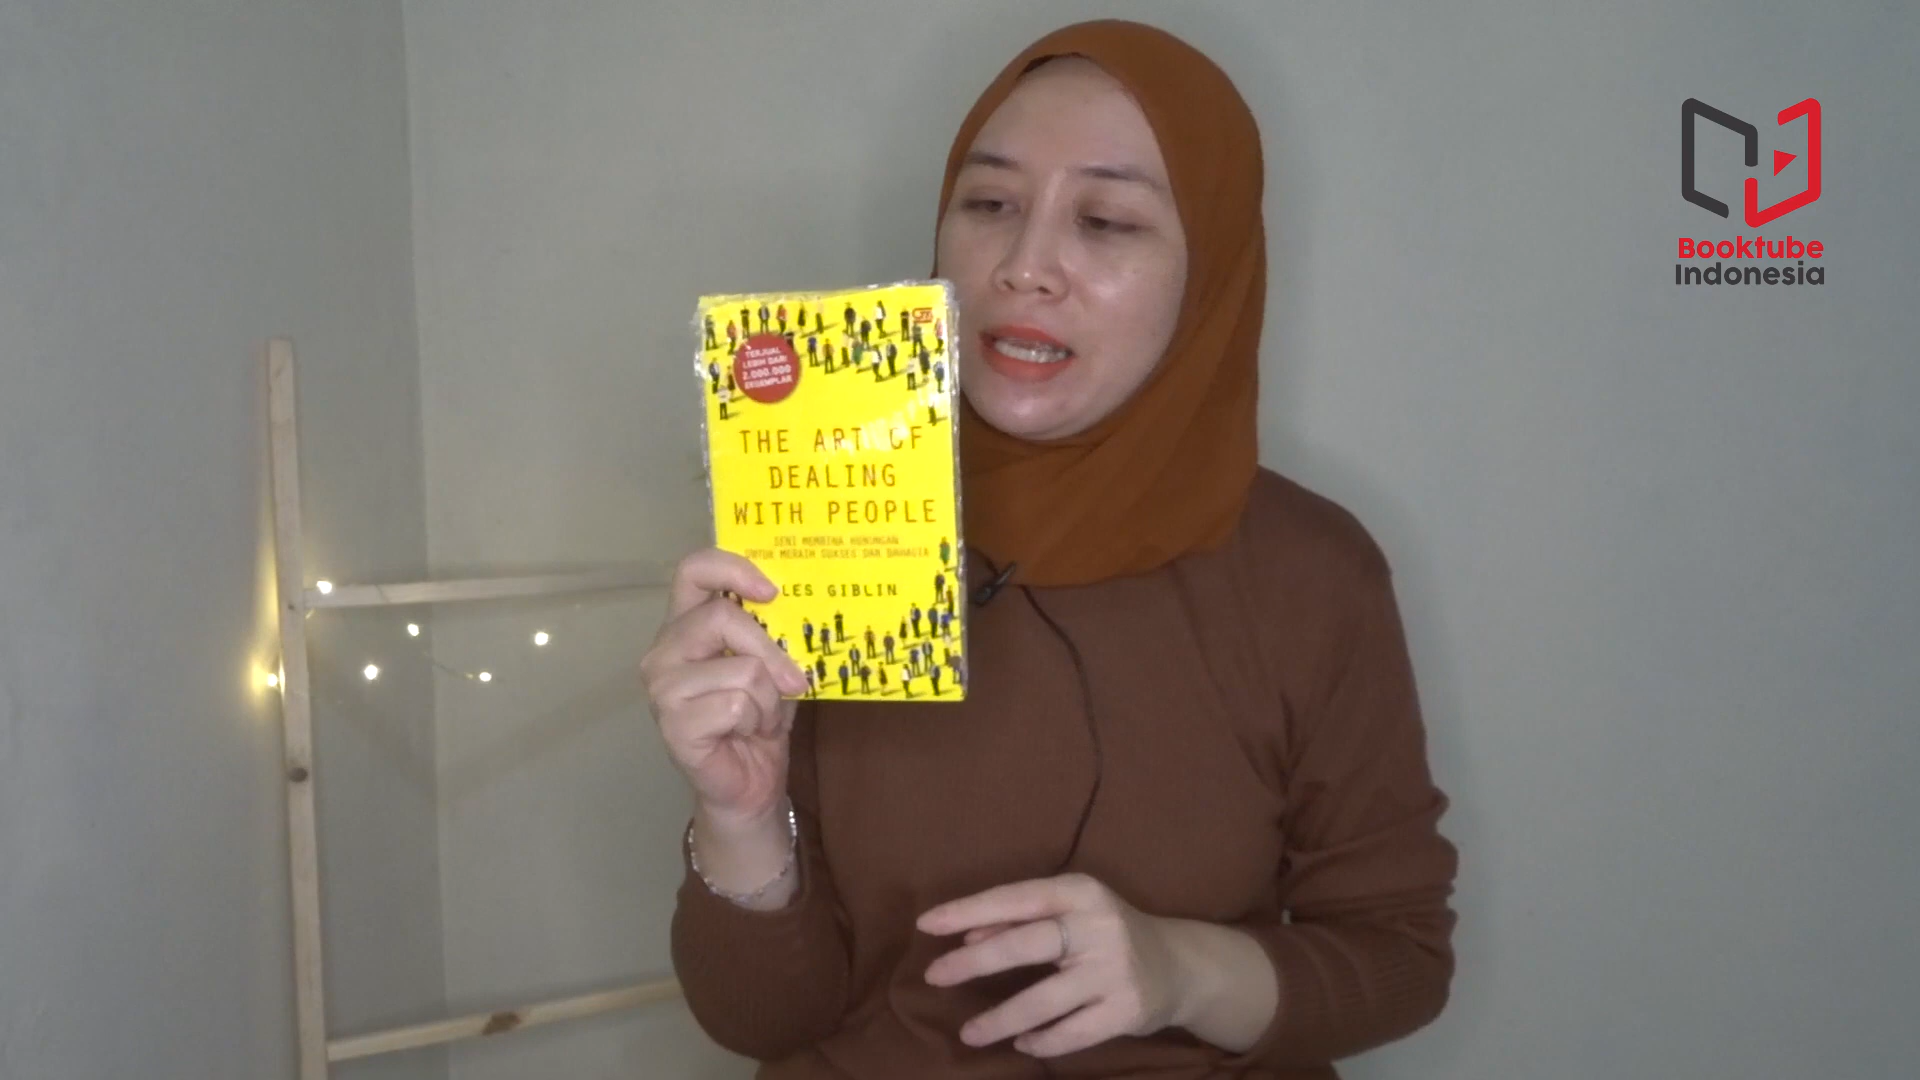 TERJUAL
LEBIH DARI
2.000.000
EKSEMPLAR
THE ART OF
DEALING
WITH PEOPLE
SENI MEMBINA HUBUNGAN
UNTUK MERAIH SUKSES DAN BAHAGIA
LES GIBLIN
Booktube
Indonesia